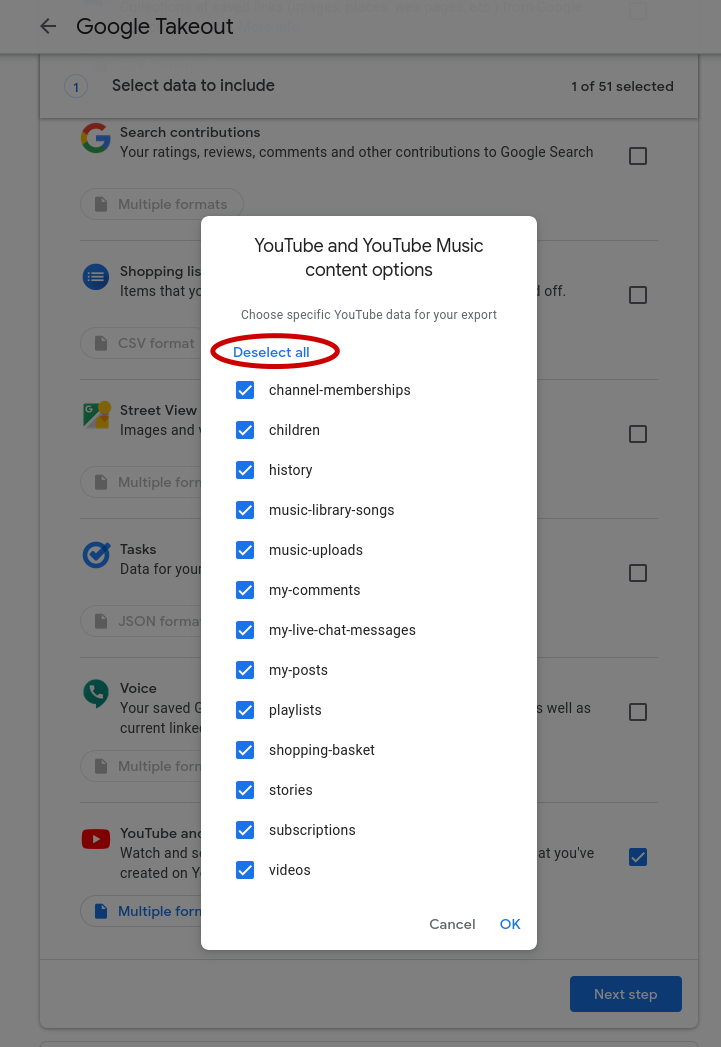 Google Takeout
1
Select data to include
1 of 51 selected
Search contributions
Your ratings, reviews, comments and other contributions to Google Search
Multiple formats
Shopping lis
Items that yo
d off.
CSV format
Street View
Images and v
Multiple form
Tasks
Data for your
JSON forma
Voice
Your saved G
s well as
current linke
Multiple form
YouTube and
Watch and se
at you've
created on Yo
Multiple form
YouTube and YouTube Music
content options
Choose specific YouTube data for your export
Deselect all
channel-memberships
children
history
music-library-songs
music-uploads
my-comments
my-live-chat-messages
my-posts
playlists
shopping-basket
stories
subscriptions
videos
Cancel
OK
Next step